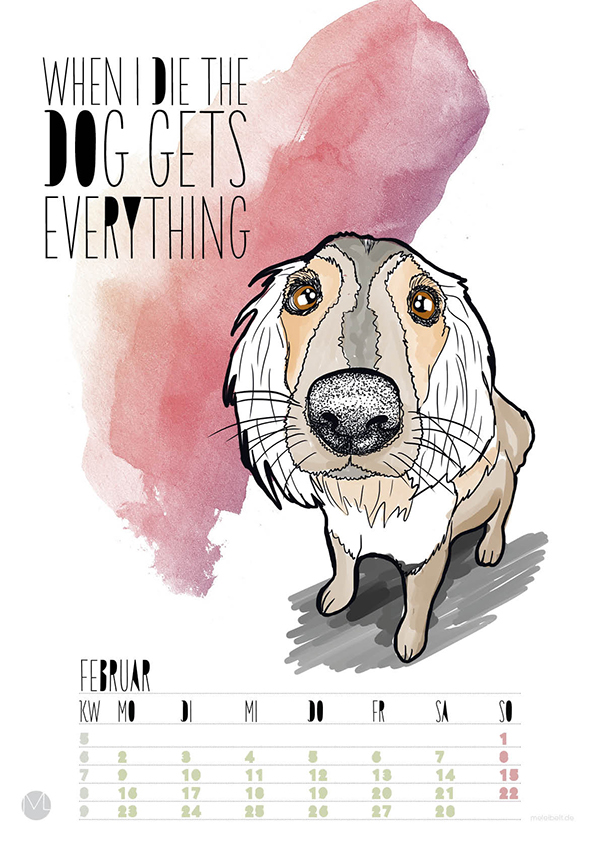 WHEN I DIE THE
DOG GETS
EVERYTHING
FEBRUAR
KW MO DI MI DO FR SA SO
5 1
6 2 3 4 5 6 7 8
7 9 10 11 12 13 14 15
8 16 17 18 19 20 21 22
9 23 24 25 26 27 28
ML